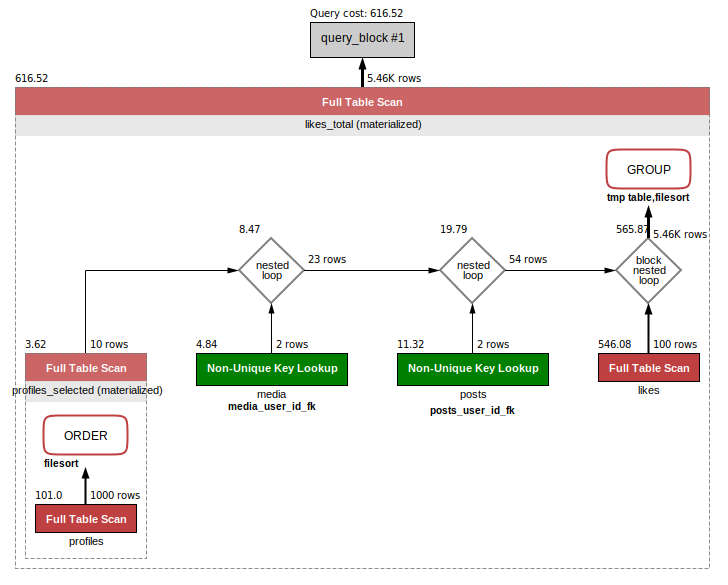 Query cost: 616.52
query_block #1
616.52
5.46K rows
Full Table Scan
likes_total (materialized)
GROUP
tmp table,filesort
8.47
19.79
565.87
5.46K rows
nested
loop
23 rows
nested
loop
54 rows
block
nested
loop
3.62
10 rows
4.84
2 rows
11.32
2 rows
546.08
100 rows
Full Table Scan
Non-Unique Key Lookup
Non-Unique Key Lookup
Full Table Scan
profiles_selected (materialized)
media
media_user_id_fk
posts
posts_user_id_fk
likes
ORDER
filesort
101.0
1000 rows
Full Table Scan
profiles